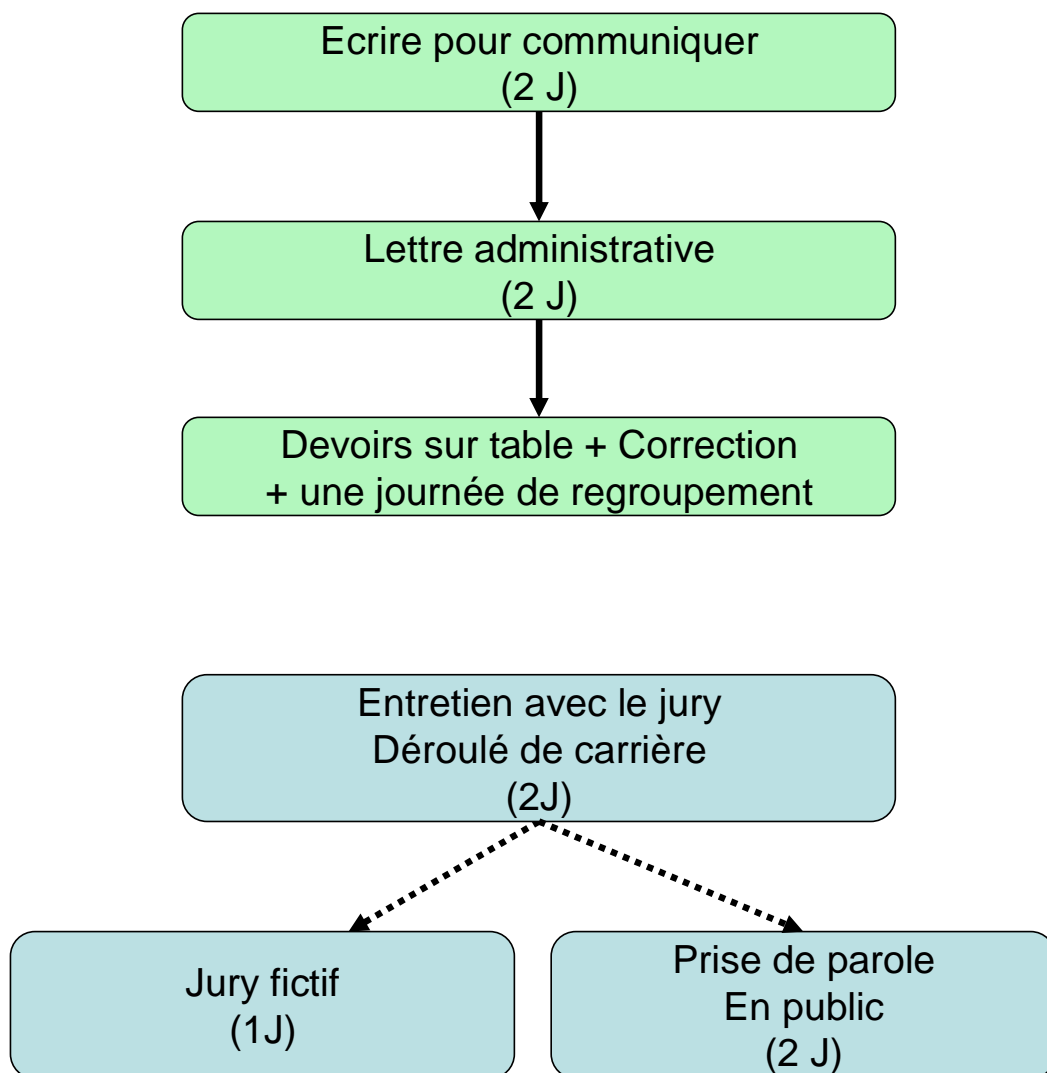 Ecrire pour communiquer
(2 J)
Lettre administrative
(2 J)
Devoirs sur table + Correction
+ une journée de regroupement
Entretien avec le jury
Déroulé de carrière
(2J)
Jury fictif
(1J)
Prise de parole
En public
(2 J)